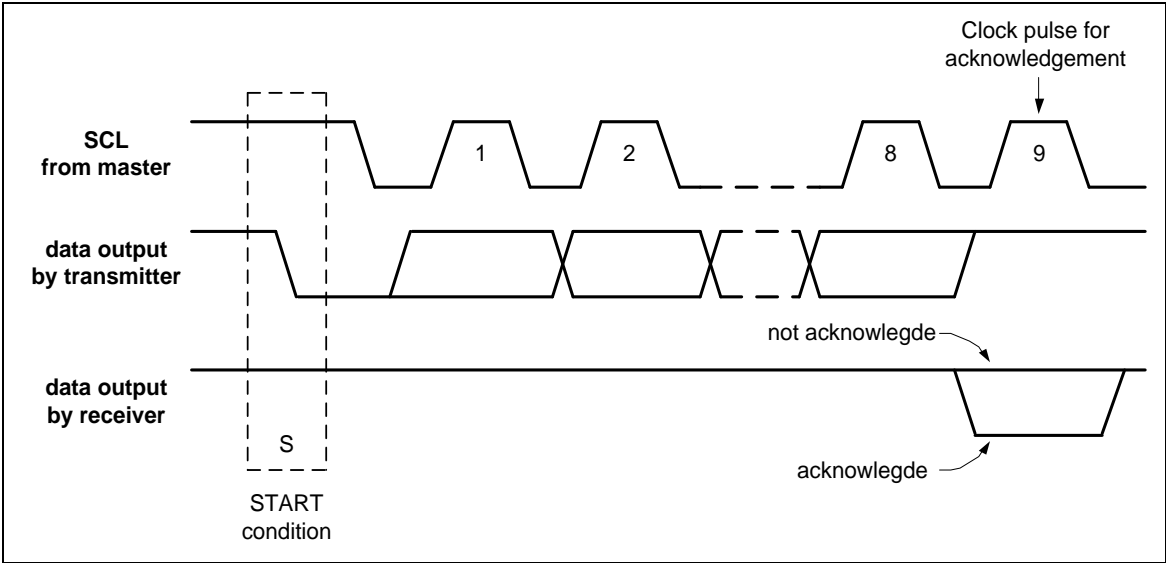 Clock pulse for
acknowledgement
SCL
from master
1
2
8
9
data output
by transmitter
not acknowlegde
data output
by receiver
S
acknowlegde
START
condition